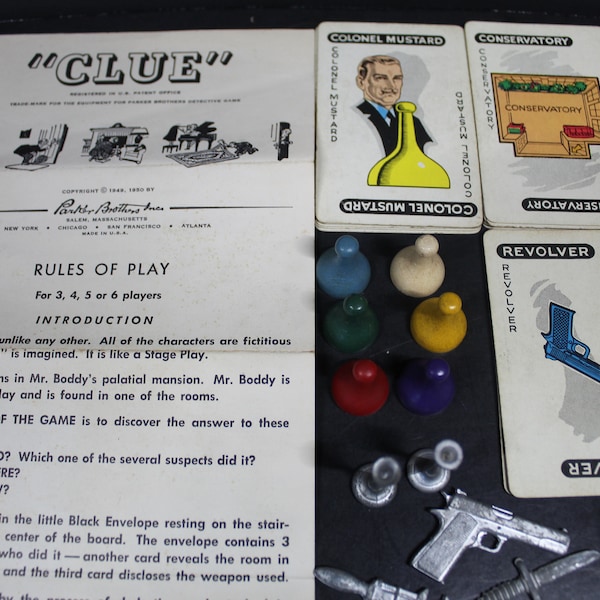 "CLUE"
REGISTERED IN U.S. PATENT OFFICE
TRADE-MARK FOR THE EQUIPMENT FOR PARKER BROTHERS DETECTIVE GAME
COPYRIGHT © 1949, 1950 BY
Parker Brothers Inc.
SALEM, MASSACHUSETTS
NEW YORK • CHICAGO • SAN FRANCISCO • ATLANTA
MADE IN U.S.A.
RULES OF PLAY
For 3, 4, 5 or 6 players
INTRODUCTION
unlike any other. All of the characters are fictitious
" is imagined. It is like a Stage Play.
in Mr. Boddy's palatial mansion. Mr. Boddy is
and is found in one of the rooms.
OF THE GAME is to discover the answer to these
? Which one of the several suspects did it?
?
?
in the little Black Envelope resting on the stair-
center of the board. The envelope contains 3
who did it — another card reveals the room in
and the third card discloses the weapon used.
COLONEL MUSTARD
COLONEL MUSTARD
COLONEL MUSTARD
COLONEL MUSTARD
CONSERVATORY
CONSERVATORY
CONSERVATORY
REVOLVER
REVOLVER